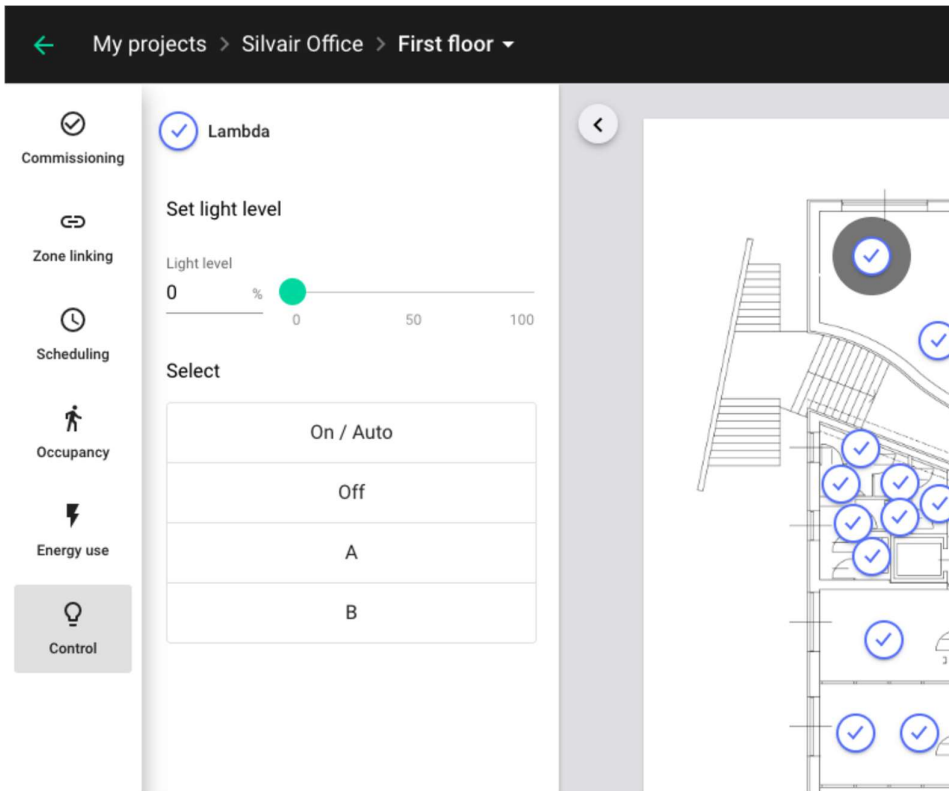 My projects > Silvair Office > First floor
Commissioning
Zone linking
Scheduling
Occupancy
Energy use
Control
Lambda
Set light level
Light level
0 %
0 50 100
Select
On / Auto
Off
A
B